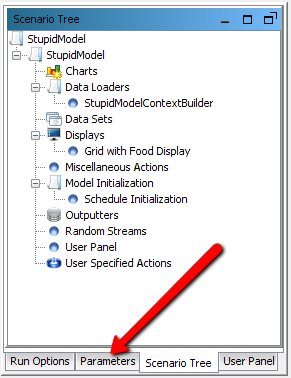 Scenario Tree
StupidModel
StupidModel
Charts
Data Loaders
StupidModelContextBuilder
Data Sets
Displays
Grid with Food Display
Miscellaneous Actions
Model Initialization
Schedule Initialization
Outputters
Random Streams
User Panel
User Specified Actions
Run Options Parameters Scenario Tree User Panel